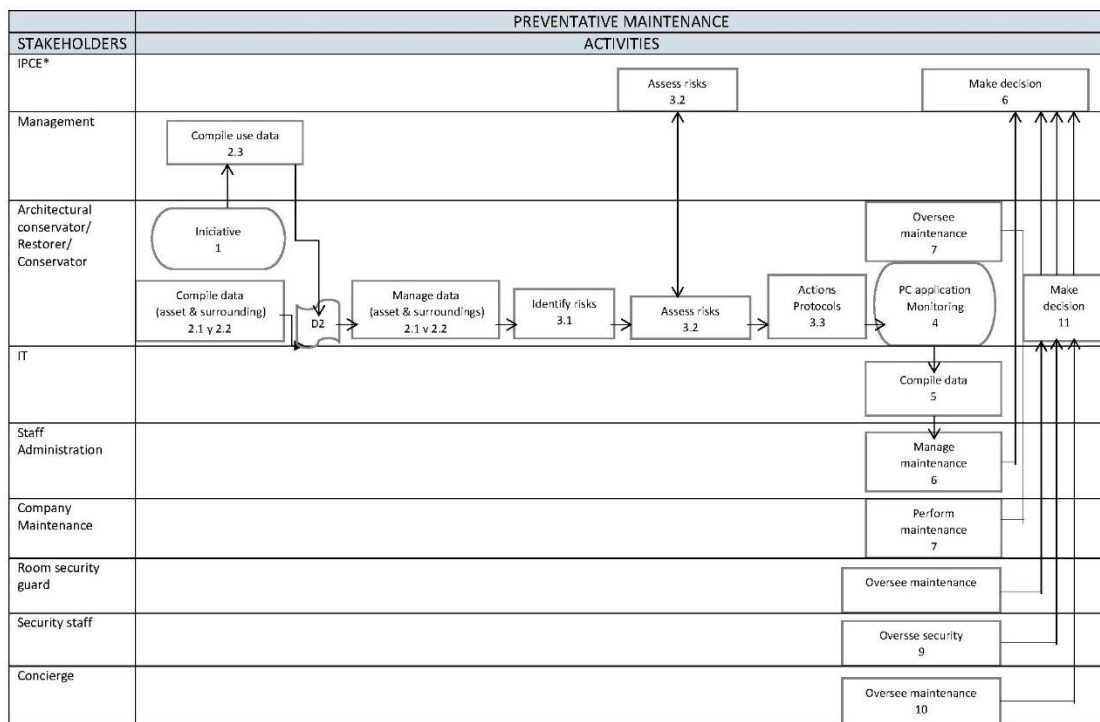 PREVENTATIVE MAINTENANCE
STAKEHOLDERS
ACTIVITIES
IPCE*
Assess risks
3.2
Make decision
6
Management
Compile use data
2.3
Architectural
conservator/
Restorer/
Conservator
Iniciative
1
Oversee
maintenance
7
Compile data
(asset & surrounding)
2.1 y 2.2
D2
Manage data
(asset & surroundings)
2.1 v 2.2
Identify risks
3.1
Assess risks
3.2
Actions
Protocols
3.3
PC application
Monitoring
4
Make
decision
11
IT
Compile data
5
Staff
Administration
Manage
maintenance
6
Company
Maintenance
Perform
maintenance
7
Room security
guard
Oversee maintenance
Security staff
Oversse security
9
Concierge
Oversee maintenance
10